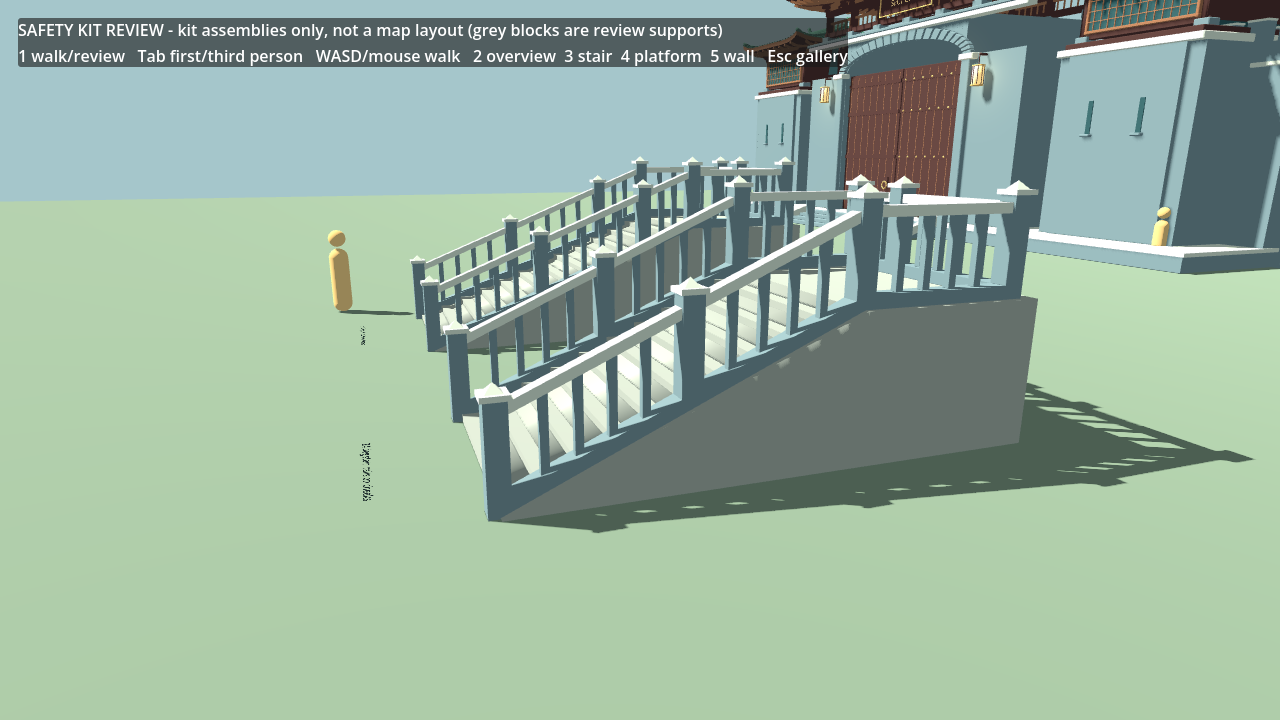 SAFETY KIT REVIEW - kit assemblies only, not a map layout (grey blocks are review supports)
1 walk/review   Tab first/third person   WASD/mouse walk   2 overview  3 stair  4 platform  5 wall   Esc gallery